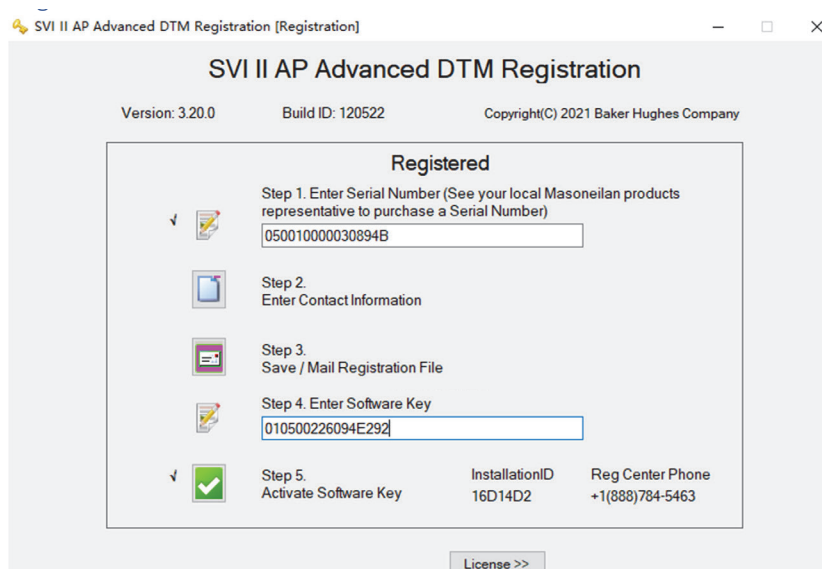 SVI II AP Advanced DTM Registration [Registration]
SVI II AP Advanced DTM Registration
Version: 3.20.0 Build ID: 120522 Copyright(C) 2021 Baker Hughes Company
Registered
Step 1. Enter Serial Number (See your local Masoneilan products
representative to purchase a Serial Number)
050010000030894B
Step 2.
Enter Contact Information
Step 3.
Save / Mail Registration File
Step 4. Enter Software Key
010500226094E292
Step 5. InstallationID Reg Center Phone
Activate Software Key 16D14D2 +1(888)784-5463
License >>